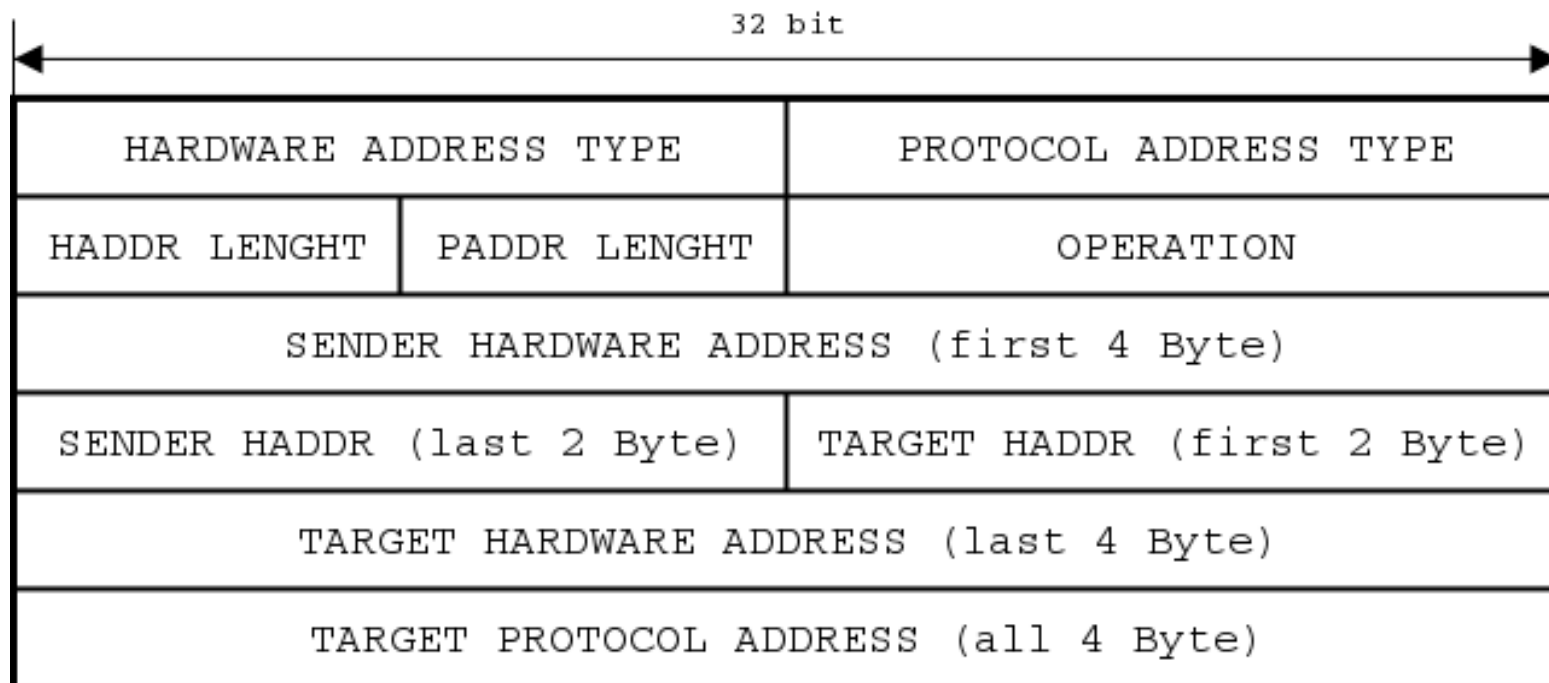 32 bit
HARDWARE ADDRESS TYPE PROTOCOL ADDRESS TYPE
HADDR LENGHT PADDR LENGHT OPERATION
SENDER HARDWARE ADDRESS (first 4 Byte)
SENDER HADDR (last 2 Byte) TARGET HADDR (first 2 Byte)
TARGET HARDWARE ADDRESS (last 4 Byte)
TARGET PROTOCOL ADDRESS (all 4 Byte)